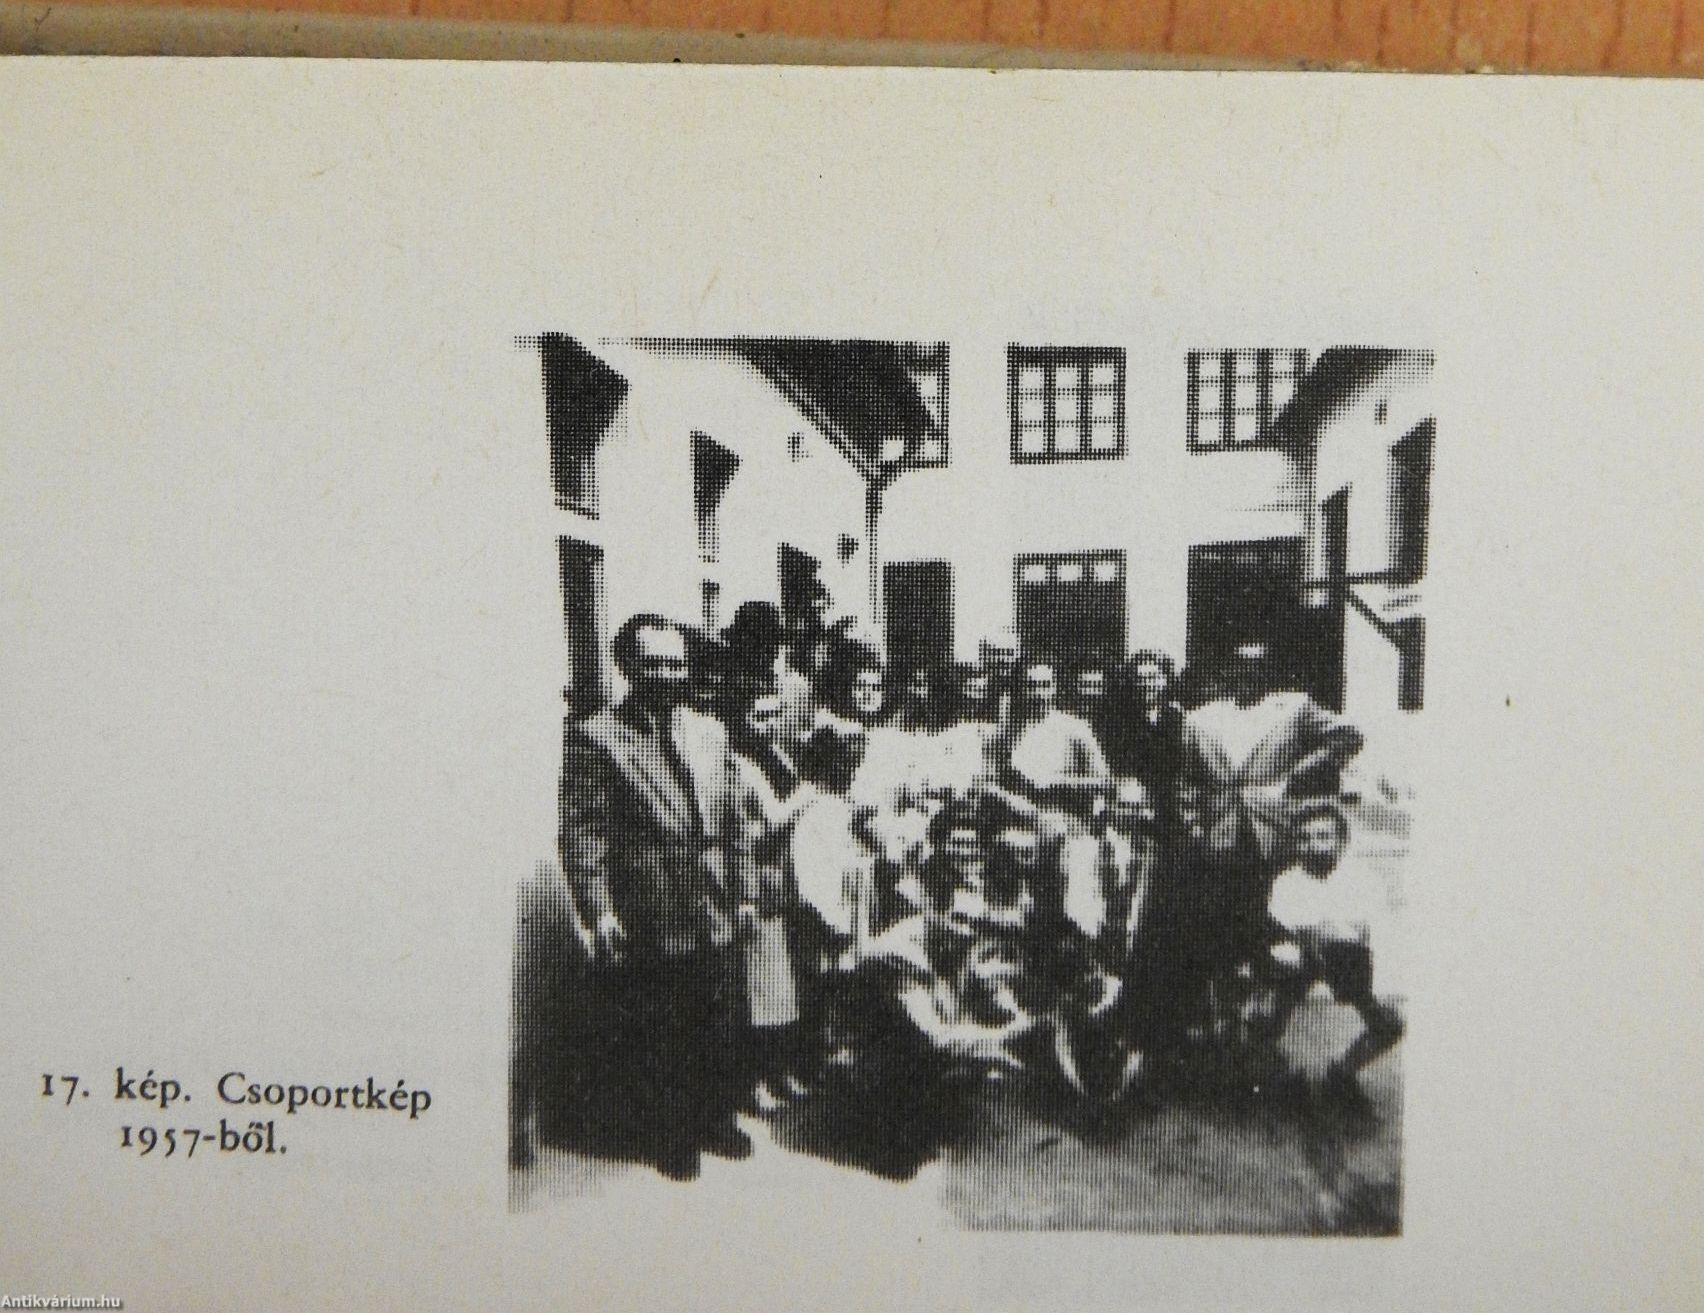 17. kép. Csoportkép
1957-ből.
Antikvárium.hu